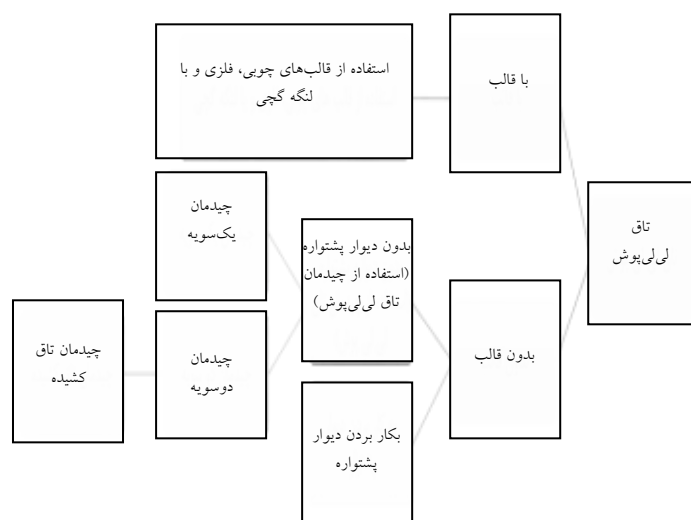 تاق
لی‌لی‌پوش
با قالب
استفاده از قالب‌های چوبی، فلزی و با
لنگه گچی
بدون قالب
بدون دیوار پشتواره
(استفاده از چیدمان
تاق لی‌لی‌پوش)
چیدمان
یک‌سویه
چیدمان
دوسویه
چیدمان تاق
کشیده
بکار بردن دیوار
پشتواره